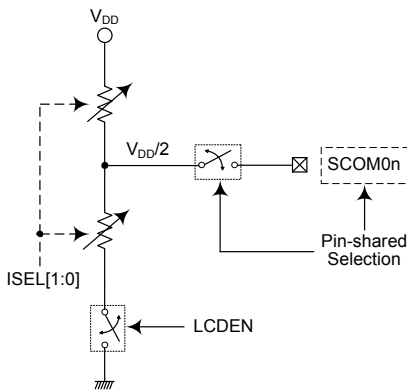 VDD
VDD/2
SCOM0n
Pin-shared
Selection
ISEL[1:0]
LCDEN